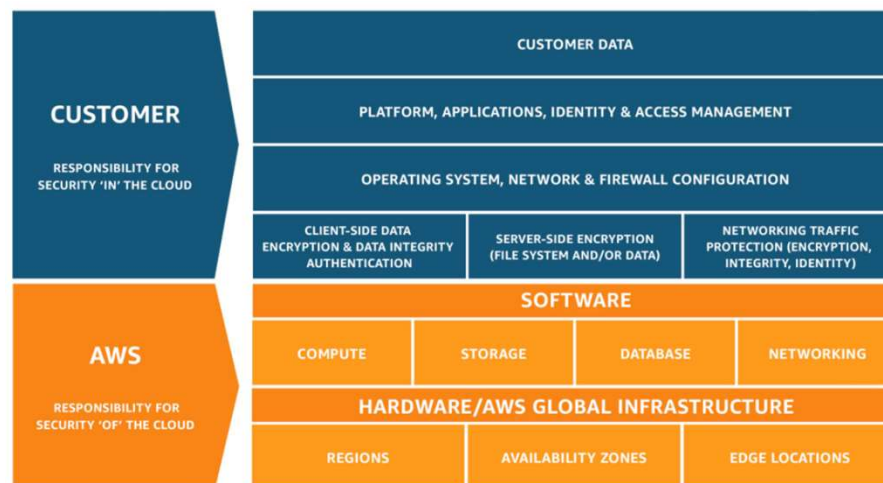 CUSTOMER
RESPONSIBILITY FOR
SECURITY ‘IN’ THE CLOUD
CUSTOMER DATA
PLATFORM, APPLICATIONS, IDENTITY & ACCESS MANAGEMENT
OPERATING SYSTEM, NETWORK & FIREWALL CONFIGURATION
CLIENT-SIDE DATA
ENCRYPTION & DATA INTEGRITY
AUTHENTICATION
SERVER-SIDE ENCRYPTION
(FILE SYSTEM AND/OR DATA)
NETWORKING TRAFFIC
PROTECTION (ENCRYPTION,
INTEGRITY, IDENTITY)
AWS
RESPONSIBILITY FOR
SECURITY ‘OF’ THE CLOUD
SOFTWARE
COMPUTE
STORAGE
DATABASE
NETWORKING
HARDWARE/AWS GLOBAL INFRASTRUCTURE
REGIONS
AVAILABILITY ZONES
EDGE LOCATIONS